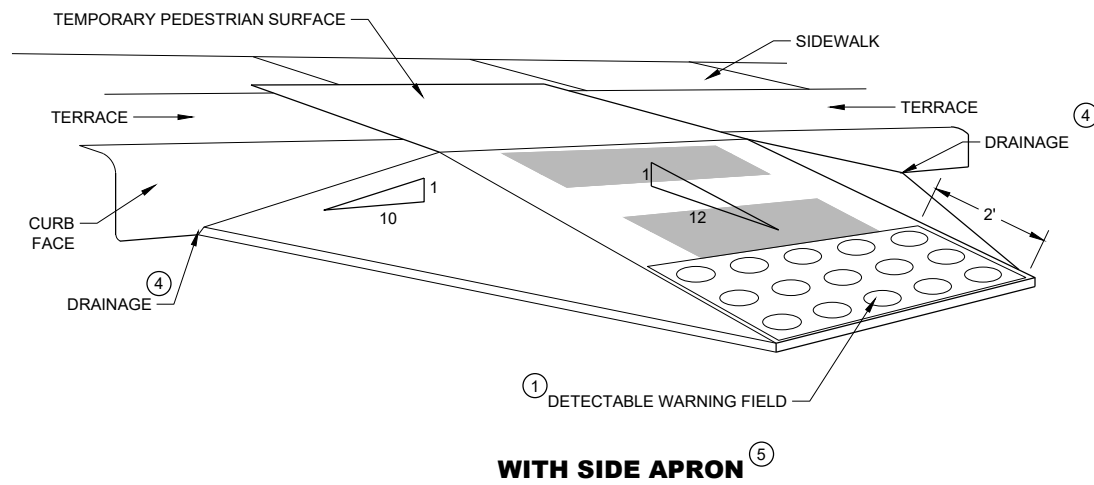 TEMPORARY PEDESTRIAN SURFACE
SIDEWALK
TERRACE
TERRACE
4
DRAINAGE
1
10
1
12
2'
CURB
FACE
4
DRAINAGE
1
DETECTABLE WARNING FIELD
WITH SIDE APRON 5